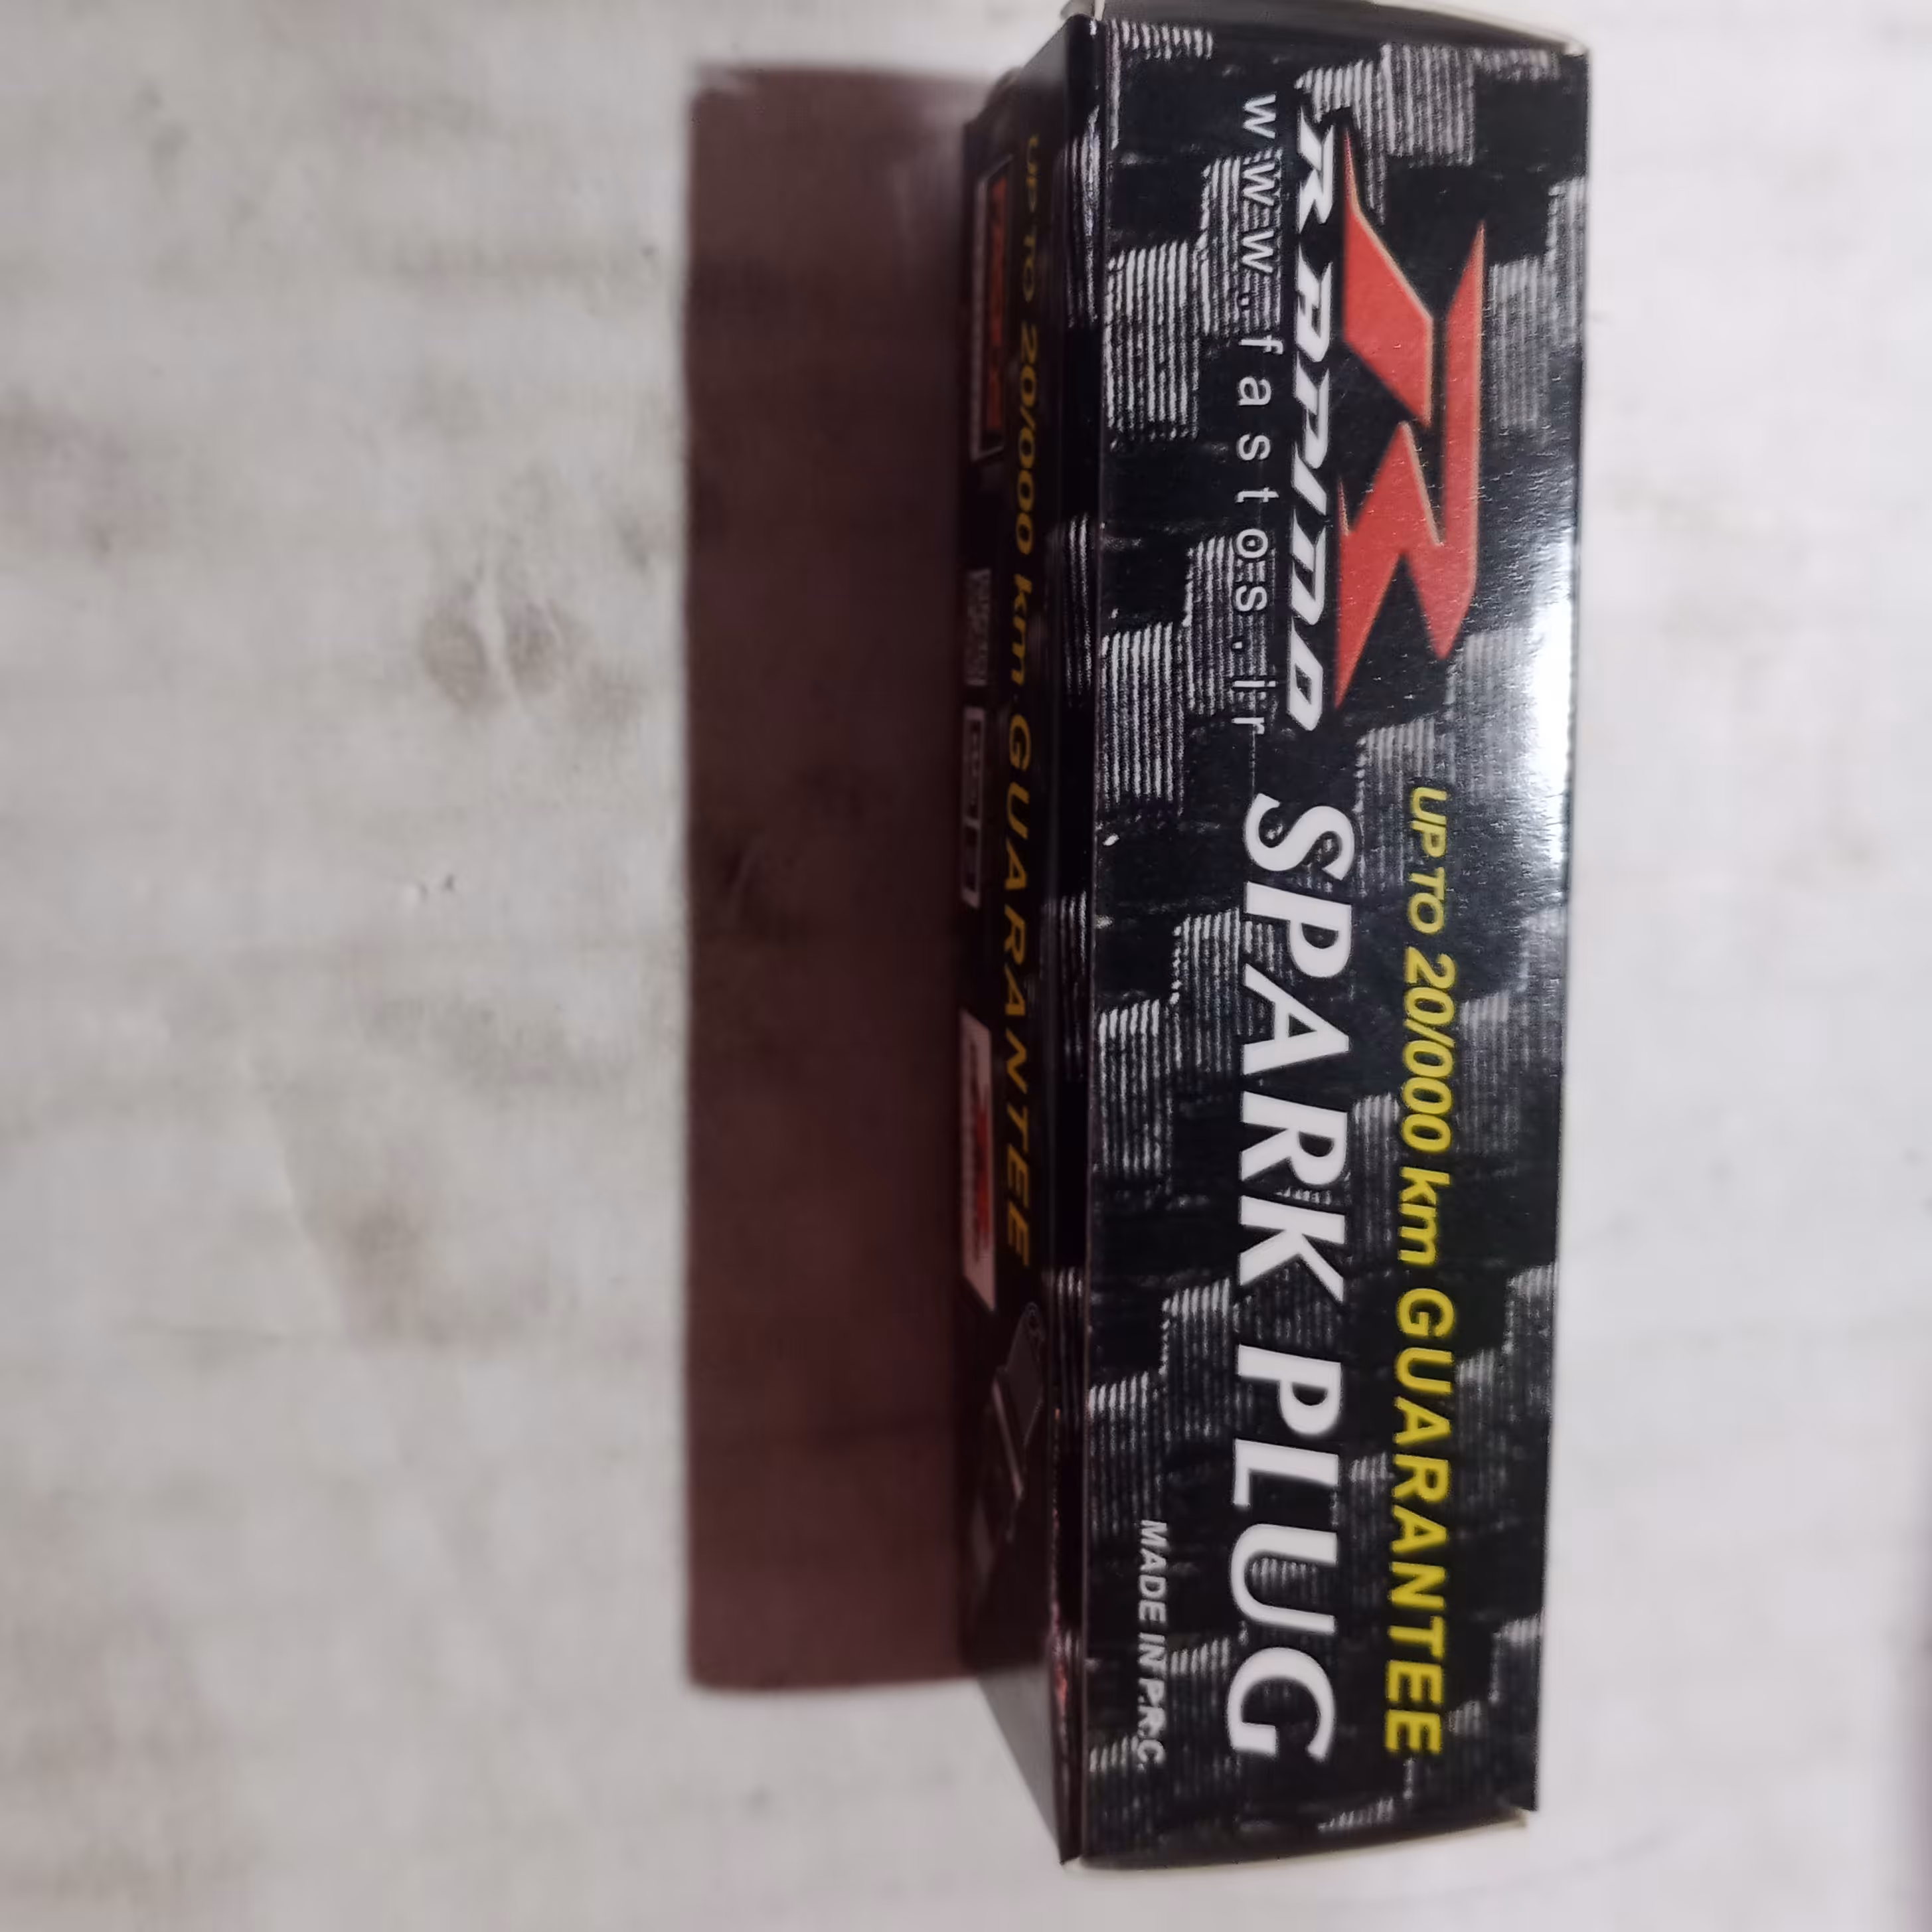 RAPIDO
www.fastos.ir
UP TO 20/000 km GUARANTEE
SPARK PLUG
MADE IN P.R.C.
UP TO 20/000 km GUARANTEE